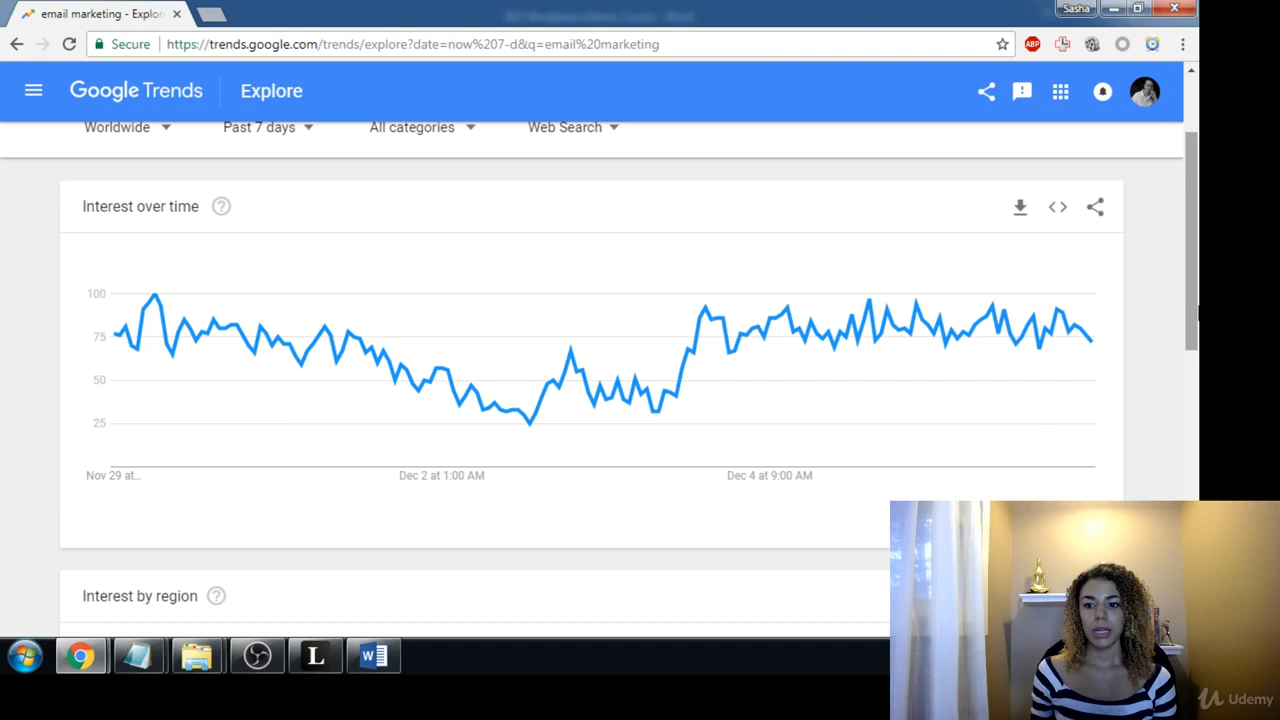 email marketing - Explor
Sasha
Secure
https://trends.google.com/trends/explore?date=now%207-d&q=email%20marketing
ABP
Google Trends
Explore
Worldwide
Past 7 days
All categories
Web Search
Interest over time
?
100
75
50
25
Nov 29 at...
Dec 2 at 1:00 AM
Dec 4 at 9:00 AM
Interest by region
?
L
W
Udemy